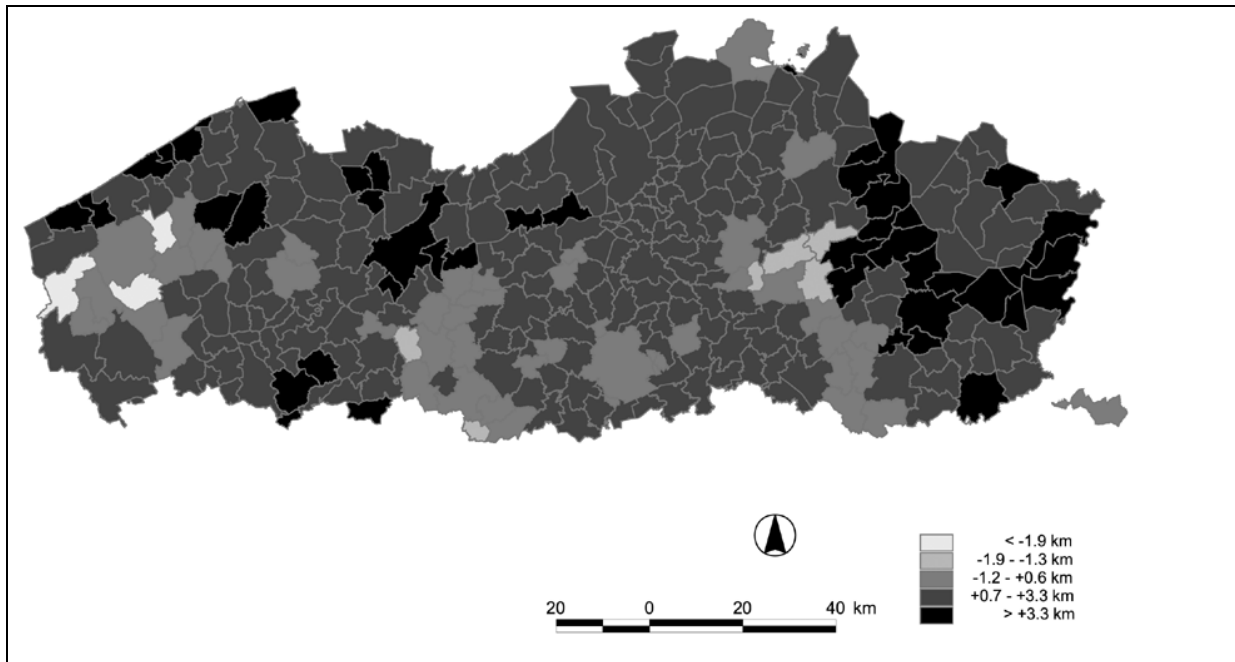 < -1.9 km
-1.9 - -1.3 km
-1.2 - +0.6 km
+0.7 - +3.3 km
> +3.3 km
20 0 20 40 km